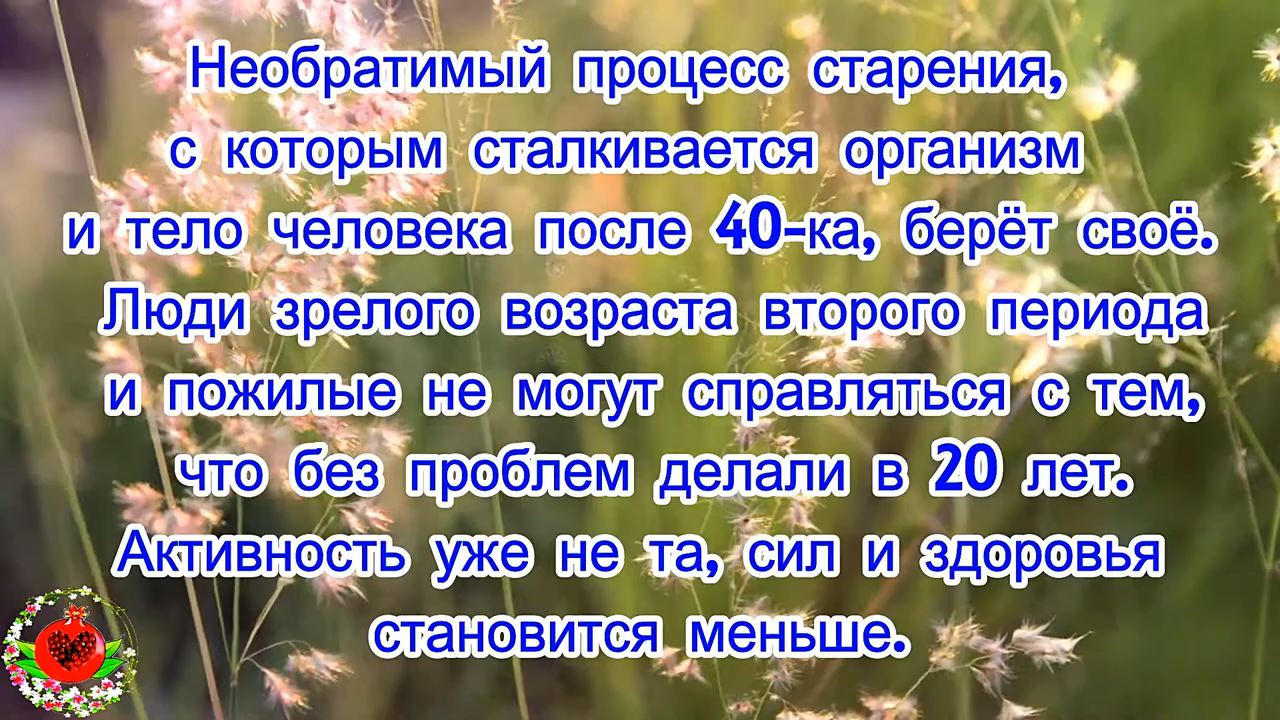 Необратимый процесс старения,
с которым сталкивается организм
и тело человека после 40-ка, берёт своё.
Люди зрелого возраста второго периода
и пожилые не могут справляться с тем,
что без проблем делали в 20 лет.
Активность уже не та, сил и здоровья
становится меньше.